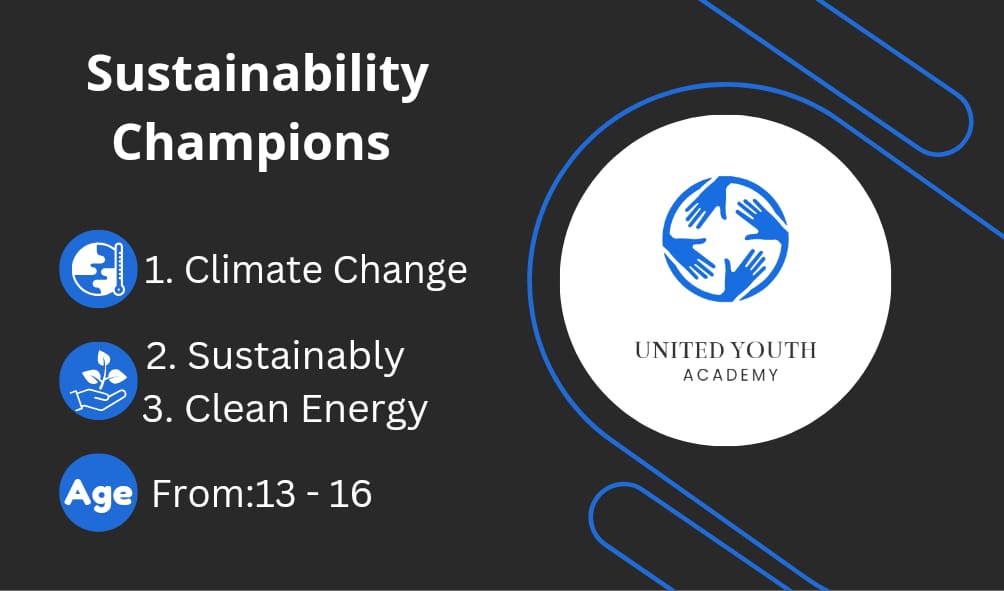 Sustainability
Champions
1. Climate Change
2. Sustainably
3. Clean Energy
Age From:13 - 16
UNITED YOUTH
ACADEMY